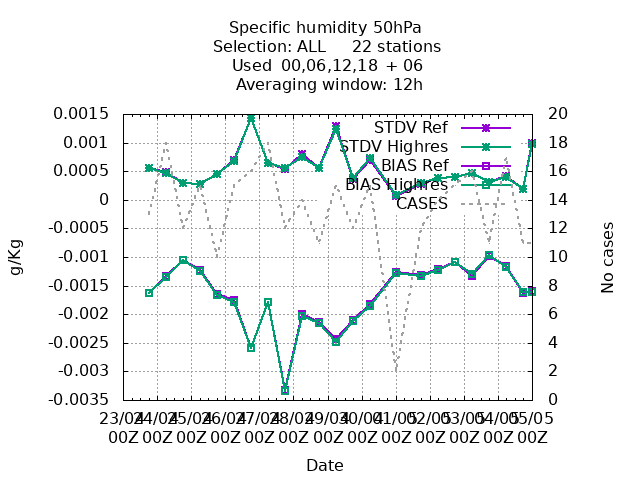 Specific humidity 50hPa
Selection: ALL 22 stations
Used 00,06,12,18 + 06
Averaging window: 12h
0.0015
0.001
0.0005
0
-0.0005
-0.001
-0.0015
-0.002
-0.0025
-0.003
-0.0035
g/Kg
20
18
16
14
12
10
8
6
4
2
0
No cases
STDV Ref
STDV Highres
BIAS Ref
BIAS Highres
CASES
23/04 24/04 25/04 26/04 27/04 28/04 29/04 30/04 01/05 02/05 03/05 04/05 05/05
00Z 00Z 00Z 00Z 00Z 00Z 00Z 00Z 00Z 00Z 00Z 00Z 00Z
Date